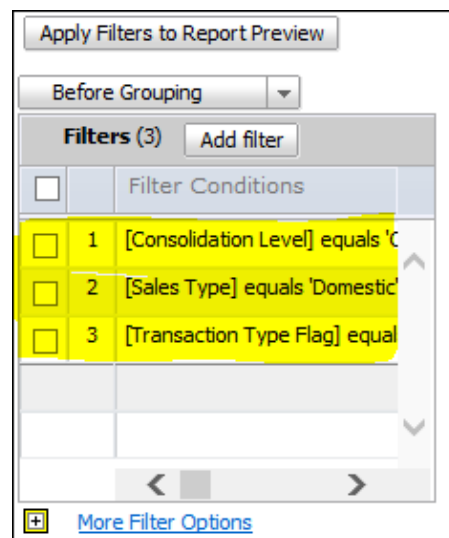 Apply Filters to Report Preview
Before Grouping
Filters (3) Add filter
Filter Conditions
1 [Consolidation Level] equals '
2 [Sales Type] equals 'Domestic'
3 [Transaction Type Flag] equal
More Filter Options